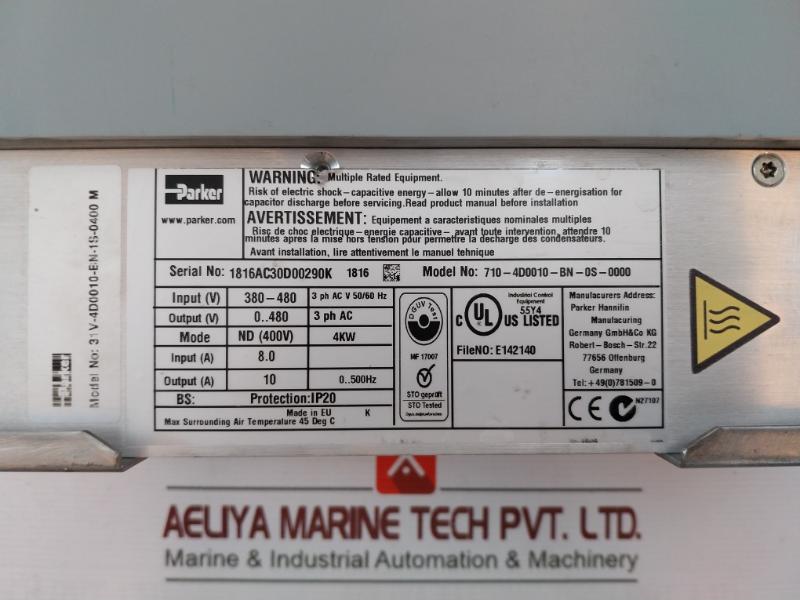 Model No: 31V-4D0010-BN-1S-0400 M
Parker
www.parker.com
WARNING: Multiple Rated Equipment.
Risk of electric shock-capacitive energy-allow 10 minutes after de-energisation for
capacitor discharge before servicing.Read product manual before installation
AVERTISSEMENT: Equipement a caracteristiques nominales multiples
Risc de choc electrique-energie capacitive- avant toute intervention, attendre 10
minutes apres la mise hors tension pour permettre la decharge des condensateurs.
Avant installation, lire attentivement le manuel technique
Serial No: 1816AC30D00290K 1816 Model No: 710-4D0010-BN-0S-0000
Input (V) 380-480 3 ph AC V 50/60 Hz
Output (V) 0..480 3 ph AC
Mode ND (400V) 4KW
Input (A) 8.0
Output (A) 10 0..500Hz
BS: Protection:IP20
Made in EU K
Max Surrounding Air Temperature 45 Deg C
DGUV Test
MF 17007
STO geprüft
STO Tested
C UL US LISTED
Industrial Control
Equipment
55Y4
FileNO: E142140
Manufacturers Address:
Parker Hannilin
Manufacuring
Germany GmbH&Co KG
Robert-Bosch-Str.22
77656 Offenburg
Germany
Tel: +49(0)781509-0
CE
N27107
AELIYA MARINE TECH PVT. LTD.
Marine & Industrial Automation & Machinery